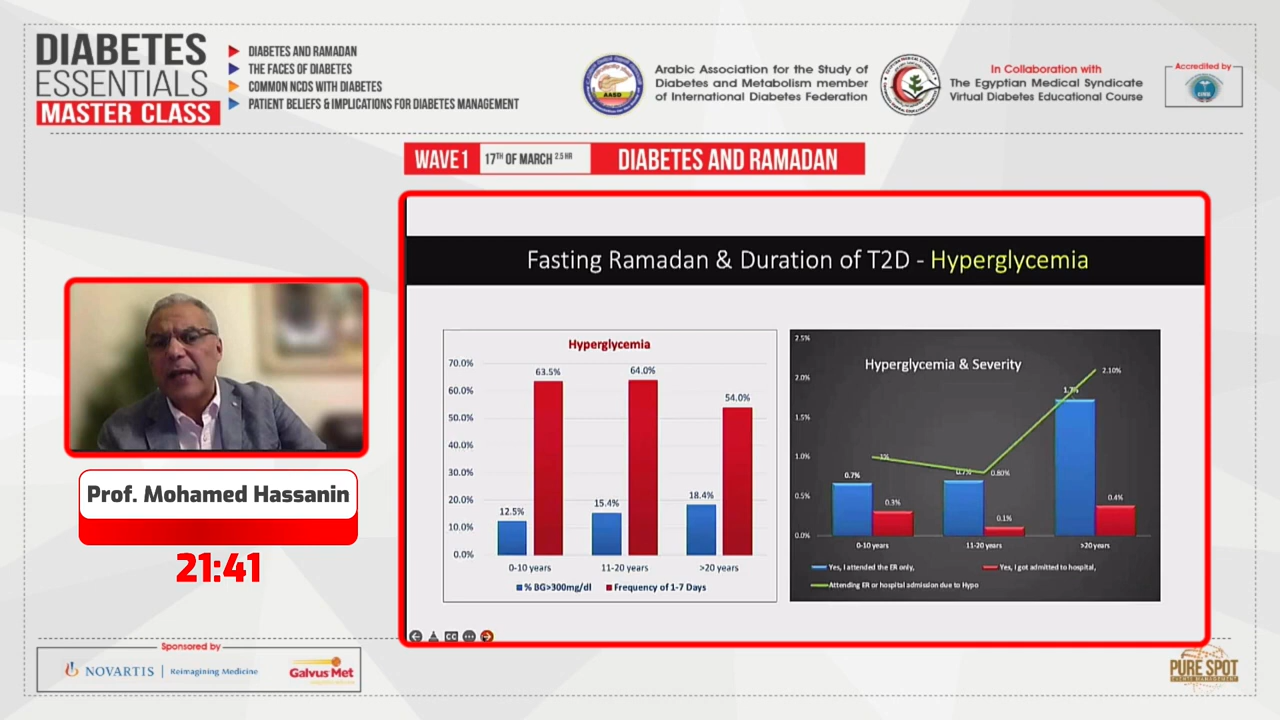 DIABETES
ESSENTIALS
MASTER CLASS
DIABETES AND RAMADAN
THE FACES OF DIABETES
COMMON NCDS WITH DIABETES
PATIENT BELIEFS & IMPLICATIONS FOR DIABETES MANAGEMENT
AASD
Arabic Association for the Study of
Diabetes and Metabolism member
of International Diabetes Federation
In Collaboration with
The Egyptian Medical Syndicate
Virtual Diabetes Educational Course
Accredited by
WAVE1
17TH OF MARCH 2.5 HR
DIABETES AND RAMADAN
Fasting Ramadan & Duration of T2D - Hyperglycemia
Hyperglycemia
70.0%
60.0%
50.0%
40.0%
30.0%
20.0%
10.0%
0.0%
12.5%
63.5%
15.4%
64.0%
18.4%
54.0%
0-10 years
11-20 years
>20 years
% BG>300mg/dl
Frequency of 1-7 Days
Hyperglycemia & Severity
2.5%
2.0%
1.5%
1.0%
0.5%
0.0%
0.7%
1%
0.3%
0.7%
0.80%
0.1%
1.7%
2.10%
0.4%
0-10 years
11-20 years
>20 years
Yes, I attended the ER only,
Yes, I got admitted to hospital,
Attending ER or hospital admission due to Hypo
Prof. Mohamed Hassanin
21:41
Sponsored by
NOVARTIS | Reimagining Medicine
Galvus Met
PURE SPOT
EVENTS MANAGEMENT